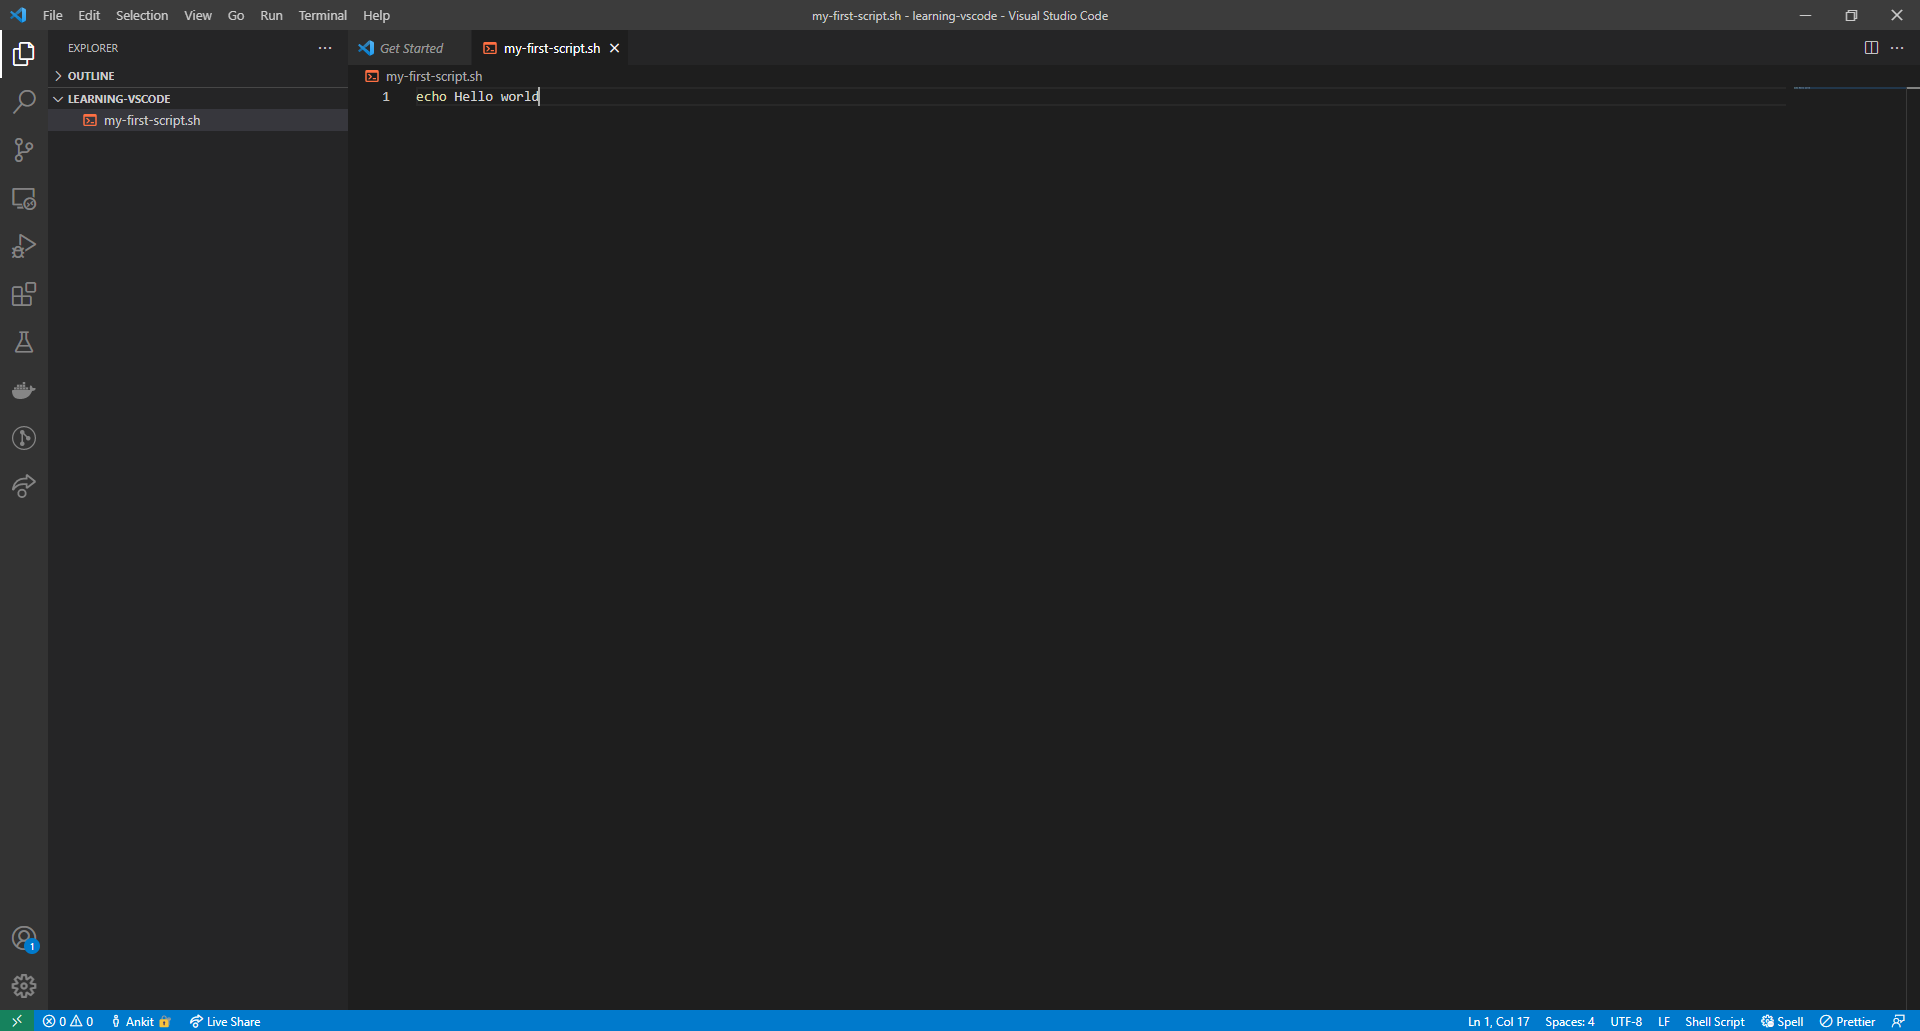 File Edit Selection View Go Run Terminal Help
my-first-script.sh - learning-vscode - Visual Studio Code
EXPLORER
OUTLINE
LEARNING-VSCODE
my-first-script.sh
Get Started
my-first-script.sh
my-first-script.sh
1 echo Hello world
1
0 0 Ankit Live Share
Ln 1, Col 17 Spaces: 4 UTF-8 LF Shell Script Spell Prettier